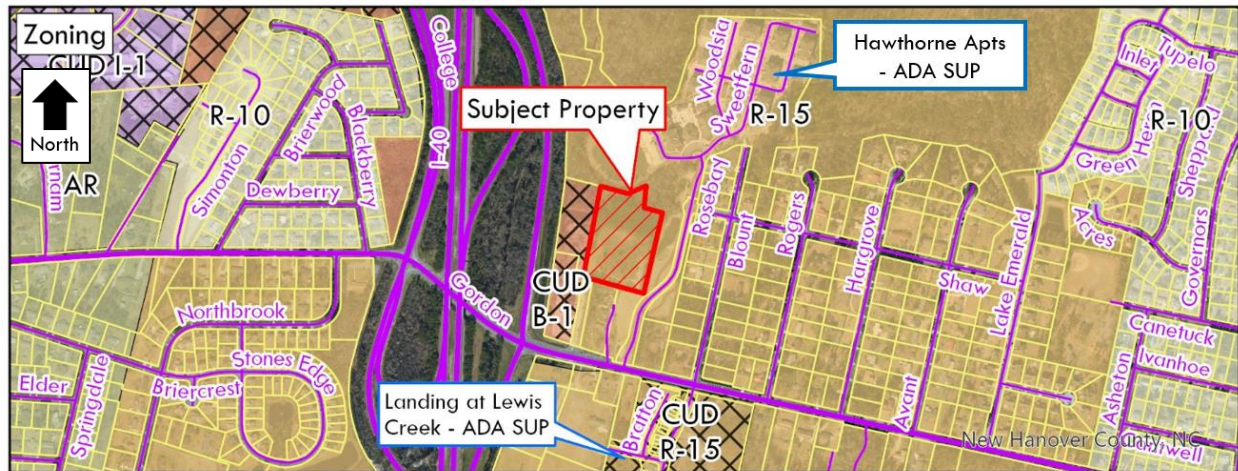 Zoning
CUD I-1
North
AR
R-10
Simonton
Brierwood
Blackberry
Dewberry
College
I-40
Subject Property
Woodsia
Sweetfern
Hawthorne Apts
- ADA SUP
R-15
Inlet
Tupelo
R-10
Green
Sheppard
Acres
Governors
Rosebay
Blount
Rogers
Hargrove
Shaw
Lake Emerald
Gordon
CUD
B-1
Northbrook
Stones Edge
Briercrest
Elder
Springdale
Landing at Lewis
Creek - ADA SUP
Bratton
CUD
R-15
Avant
Canetuck
Ivanhoe
Asheton
New Hanover County, NC